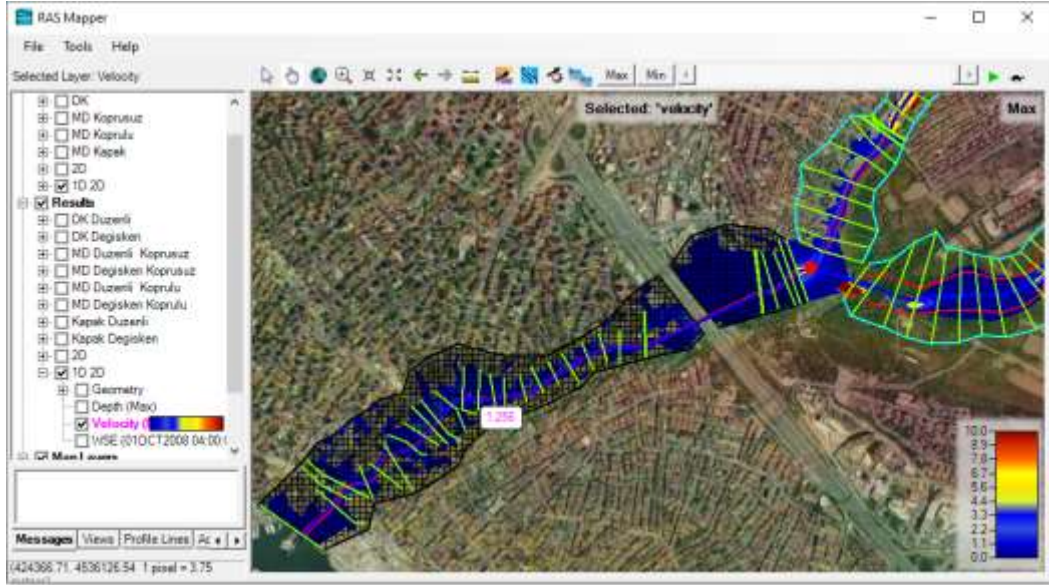 RAS Mapper
File Tools Help
Selected Layer: Velocity
Max Min
DK
MD Koprusuz
MD Koprulu
MD Kapak
2D
1D 2D
Results
DK Duzenli
DK Degisken
MD Duzenli Koprusuz
MD Degisken Koprusuz
MD Duzenli Koprulu
MD Degisken Koprulu
Kapak Duzenli
Kapak Degisken
2D
1D 2D
Geometry
Depth (Max)
Velocity (
WSE (01OCT2008 04:00:
Map Layers
Messages Views Profile Lines
(424366.71, 4536126.54 1 pixel = 3.75
Selected: 'velocity'
Max
1.256
10.0
8.9
7.8
6.7
5.6
4.4
3.3
2.2
1.1
0.0